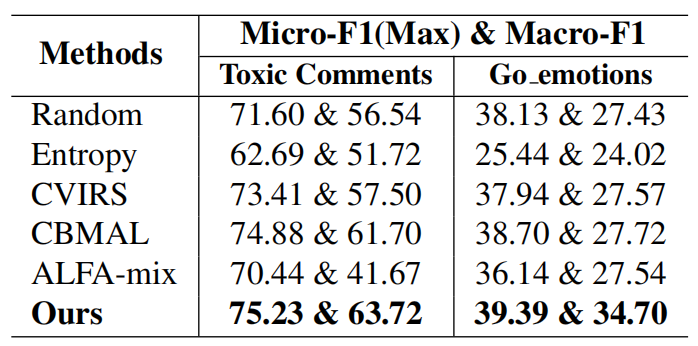 Methods Micro-F1(Max) & Macro-F1
Toxic Comments Go_emotions
Random 71.60 & 56.54 38.13 & 27.43
Entropy 62.69 & 51.72 25.44 & 24.02
CVIRS 73.41 & 57.50 37.94 & 27.57
CBMAL 74.88 & 61.70 38.70 & 27.72
ALFA-mix 70.44 & 41.67 36.14 & 27.54
Ours 75.23 & 63.72 39.39 & 34.70